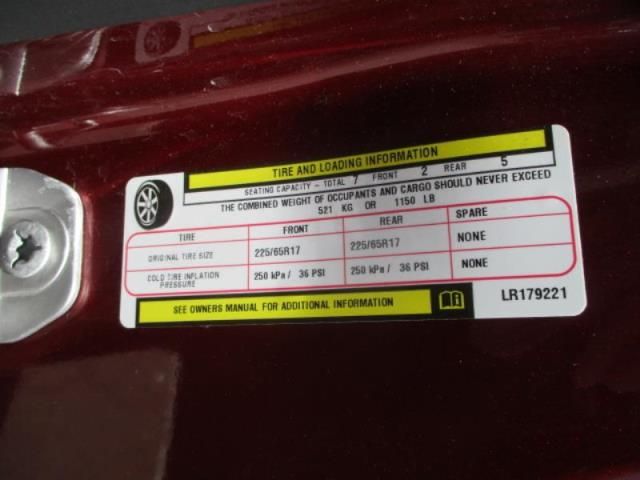 TIRE AND LOADING INFORMATION
SEATING CAPACITY - TOTAL 7 FRONT 2 REAR 5
THE COMBINED WEIGHT OF OCCUPANTS AND CARGO SHOULD NEVER EXCEED
521 KG OR 1150 LB
TIRE FRONT REAR SPARE
ORIGINAL TIRE SIZE 225/65R17 225/65R17 NONE
COLD TIRE INFLATION PRESSURE 250 kPa / 36 PSI 250 kPa / 36 PSI NONE
SEE OWNERS MANUAL FOR ADDITIONAL INFORMATION LR179221